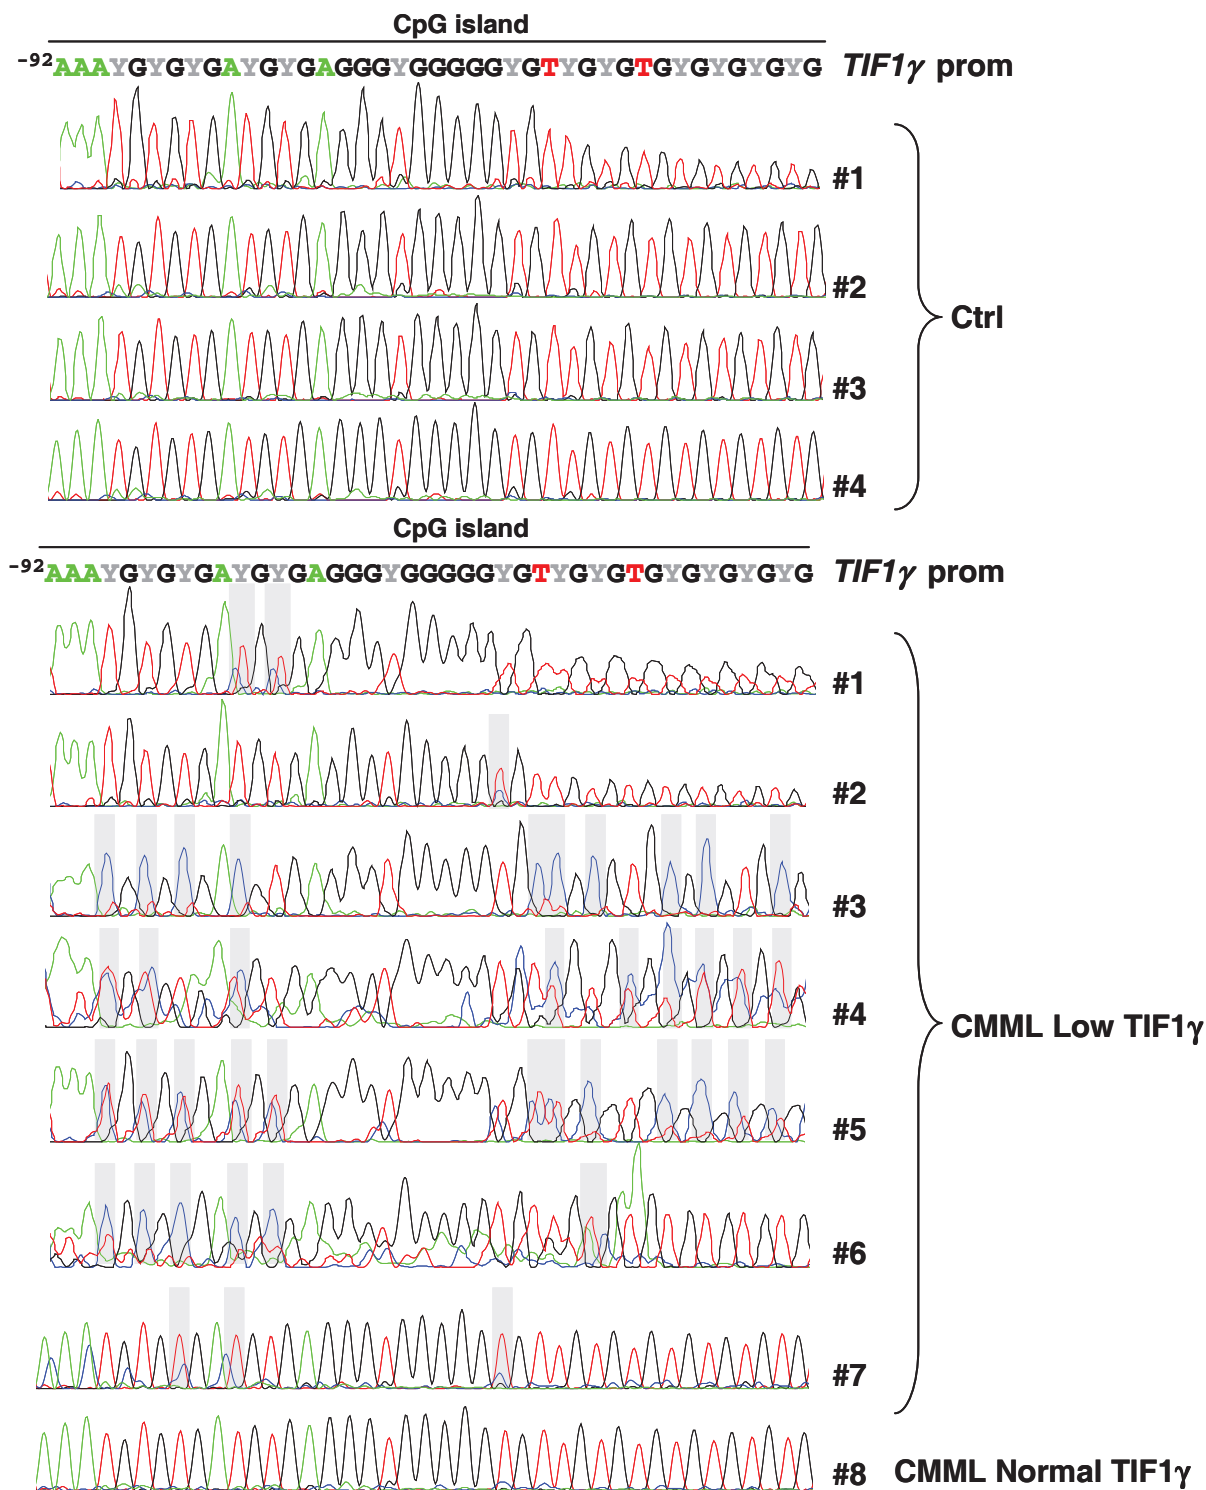 CpG island
-92AAAYGYGYGAYGYGAGGGYGGGGGYGTYGYGTGYGYGYGYG TIF1γ prom
#1
#2
Ctrl
#3
#4
CpG island
-92AAAYGYGYGAYGYGAGGGYGGGGGYGTYGYGTGYGYGYGYG TIF1γ prom
#1
#2
#3
#4
CMML Low TIF1γ
#5
#6
#7
#8 CMML Normal TIF1γ